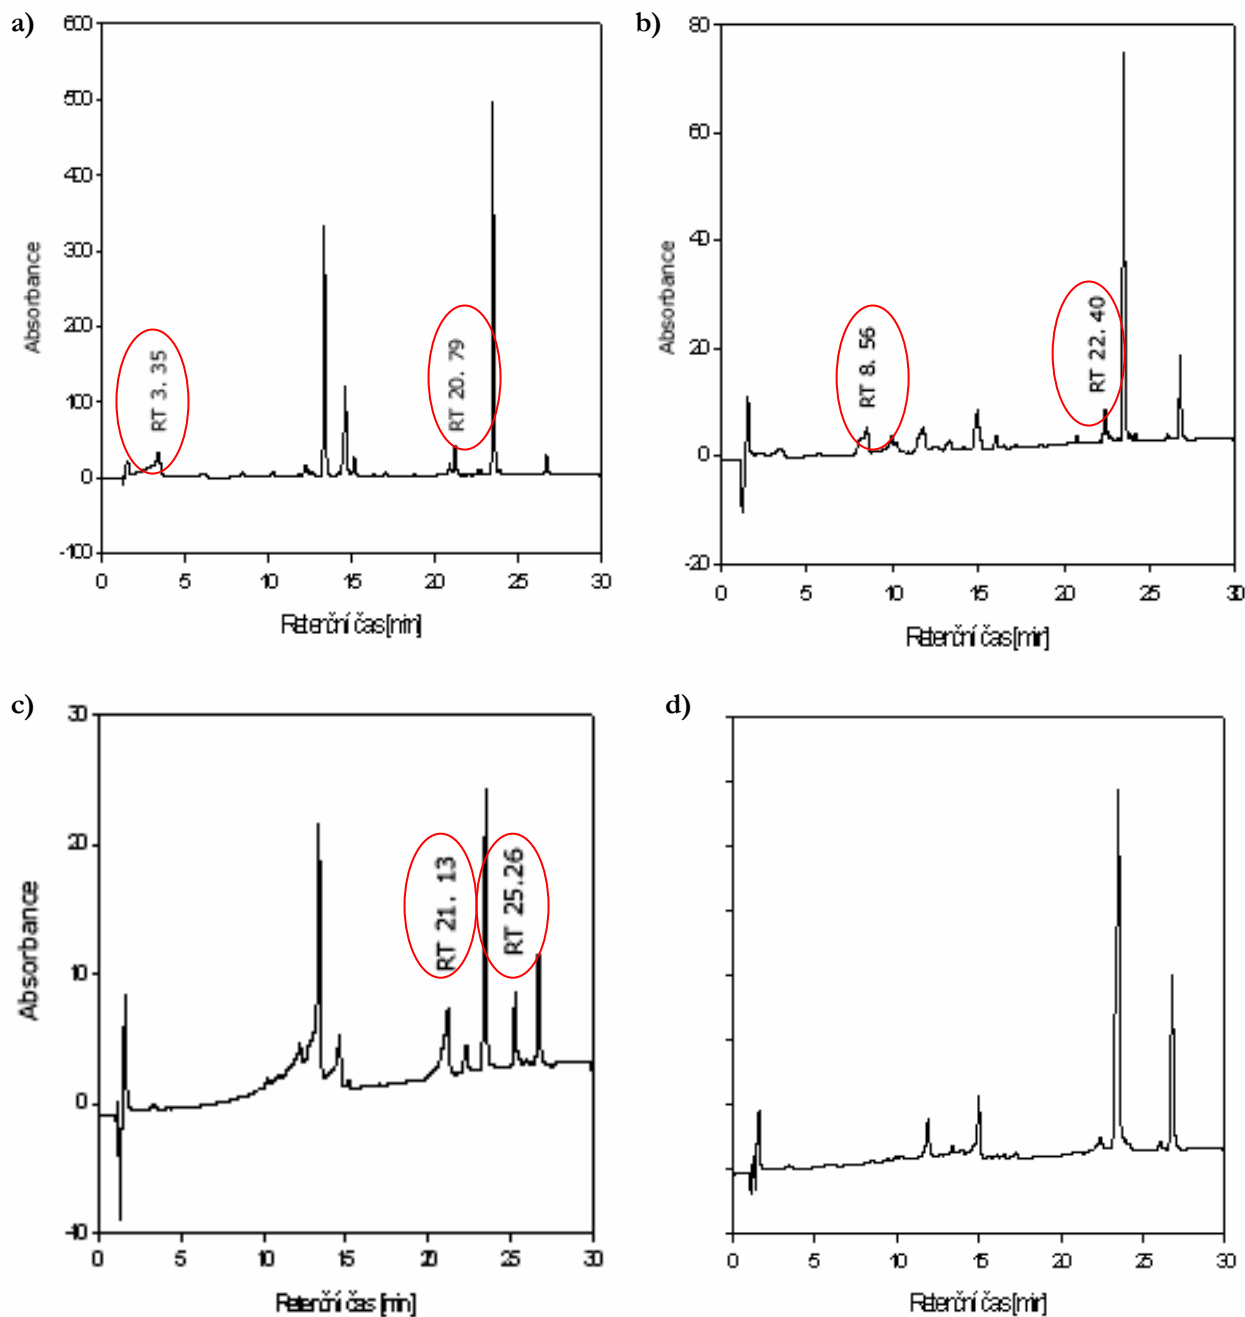 a)
600
500
400
300
200
100
0
-100
Absorbance
RT 3. 35
RT 20. 79
0 5 10 15 20 25 30
Retenční čas [min]
b)
80
60
40
20
0
-20
Absorbance
RT 8. 56
RT 22. 40
0 5 10 15 20 25 30
Retenční čas [min]
c)
30
20
10
0
-10
Absorbance
RT 21. 13
RT 25.26
0 5 10 15 20 25 30
Retenční čas [min]
d)
0 5 10 15 20 25 30
Retenční čas [min]